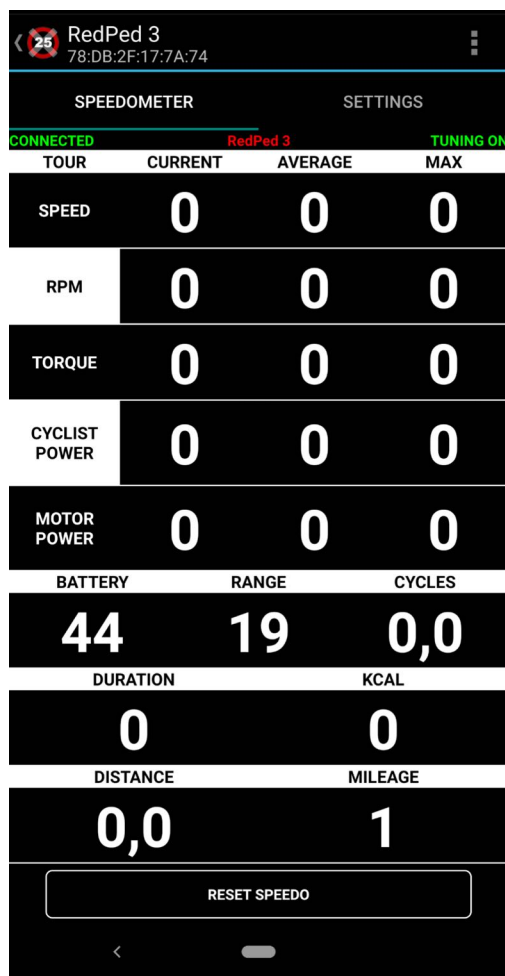 25
RedPed 3
78:DB:2F:17:7A:74
SPEEDOMETER SETTINGS
CONNECTED RedPed 3 TUNING ON
TOUR CURRENT AVERAGE MAX
SPEED 0 0 0
RPM 0 0 0
TORQUE 0 0 0
CYCLIST
POWER 0 0 0
MOTOR
POWER 0 0 0
BATTERY RANGE CYCLES
44 19 0,0
DURATION KCAL
0 0
DISTANCE MILEAGE
0,0 1
RESET SPEEDO